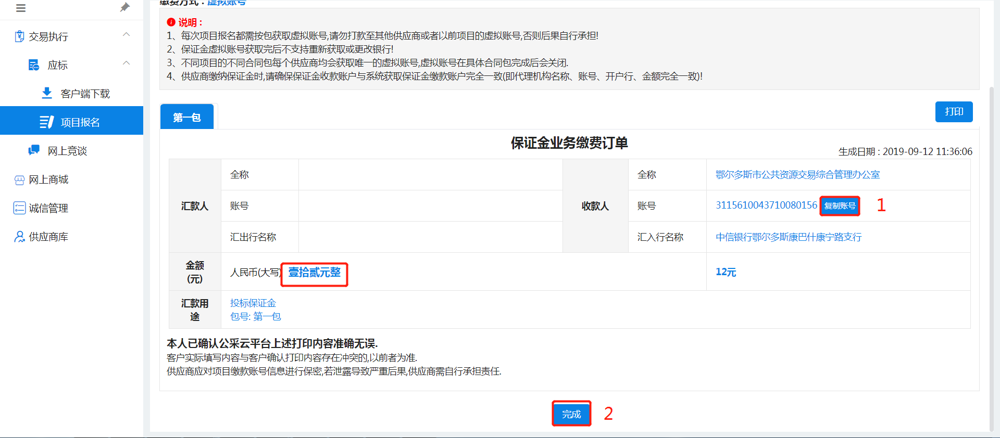 缴费方式：虚拟账号
说明：
1、每次项目报名都需按包获取虚拟账号,请勿打款至其他供应商或者以前项目的虚拟账号,否则后果自行承担!
2、保证金虚拟账号获取完后不支持重新获取或更改银行!
3、不同项目的不同合同包每个供应商均会获取唯一的虚拟账号,虚拟账号在具体合同包完成后会关闭.
4、供应商缴纳保证金时,请确保保证金收款账户与系统获取保证金缴款账户完全一致(即代理机构名称、账号、开户行、金额完全一致)!
交易执行
应标
客户端下载
项目报名
网上竞谈
网上商城
诚信管理
供应商库
第一包
打印
保证金业务缴费订单
生成日期：2019-09-12 11:36:06
汇款人
全称
账号
汇出行名称
收款人
全称
鄂尔多斯市公共资源交易综合管理办公室
账号
3115610043710080156
复制账号
1
汇入行名称
中信银行鄂尔多斯康巴什康宁路支行
金额
(元)
人民币(大写)
壹拾贰元整
12元
汇款用
途
投标保证金
包号: 第一包
本人已确认公采云平台上述打印内容准确无误.
客户实际填写内容与客户确认打印内容存在冲突的,以前者为准.
供应商应对项目缴款账号信息进行保密,若泄露导致严重后果,供应商需自行承担责任.
完成
2